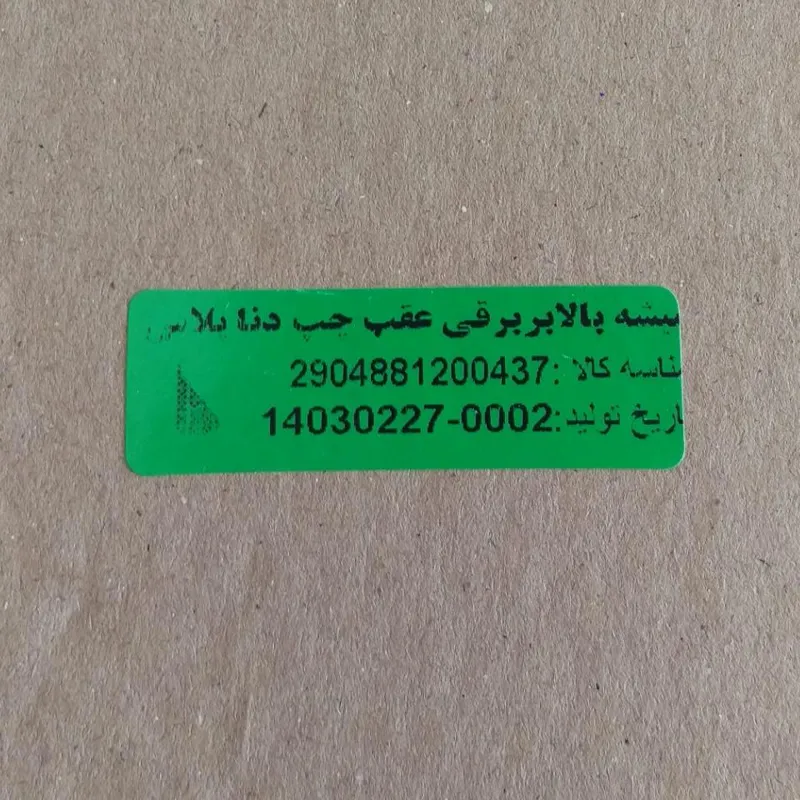 یشه بالابربرقی عقب چپ دنا پلاس
ناسه کالا :2904881200437
اریخ تولید:14030227-0002